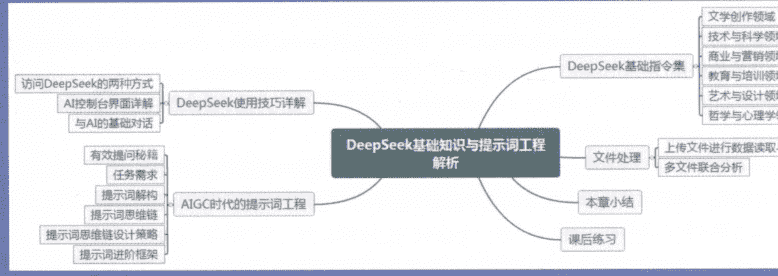 DeepSeek基础知识与提示词工程
解析
DeepSeek使用技巧详解
访问DeepSeek的两种方式
AI控制台界面详解
与AI的基础对话
AIGC时代的提示词工程
有效提问秘籍
任务需求
提示词解构
提示词思维链
提示词思维链设计策略
提示词进阶框架
DeepSeek基础指令集
文学创作领域
技术与科学领域
商业与营销领域
教育与培训领域
艺术与设计领域
哲学与心理学
文件处理
上传文件进行数据读取
多文件联合分析
本章小结
课后练习